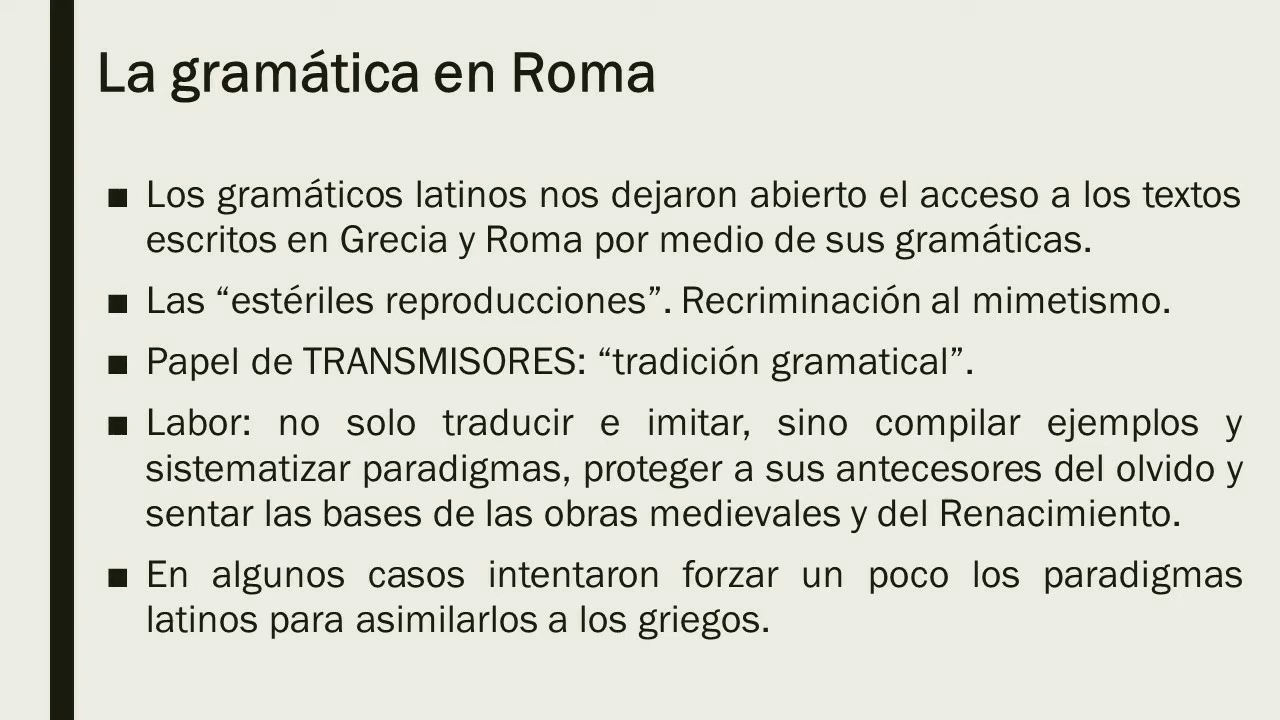 La gramática en Roma
■ Los gramáticos latinos nos dejaron abierto el acceso a los textos
escritos en Grecia y Roma por medio de sus gramáticas.
■ Las “estériles reproducciones”. Recriminación al mimetismo.
■ Papel de TRANSMISORES: “tradición gramatical”.
■ Labor: no solo traducir e imitar, sino compilar ejemplos y
sistematizar paradigmas, proteger a sus antecesores del olvido y
sentar las bases de las obras medievales y del Renacimiento.
■ En algunos casos intentaron forzar un poco los paradigmas
latinos para asimilarlos a los griegos.